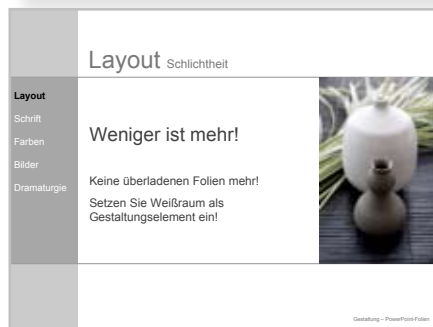 Layout Schlichtheit
Layout
Schrift
Farben
Bilder
Dramaturgie
Weniger ist mehr!
Keine überladenen Folien mehr!
Setzen Sie Weißraum als
Gestaltungselement ein!
Gestaltung – PowerPoint-Folien